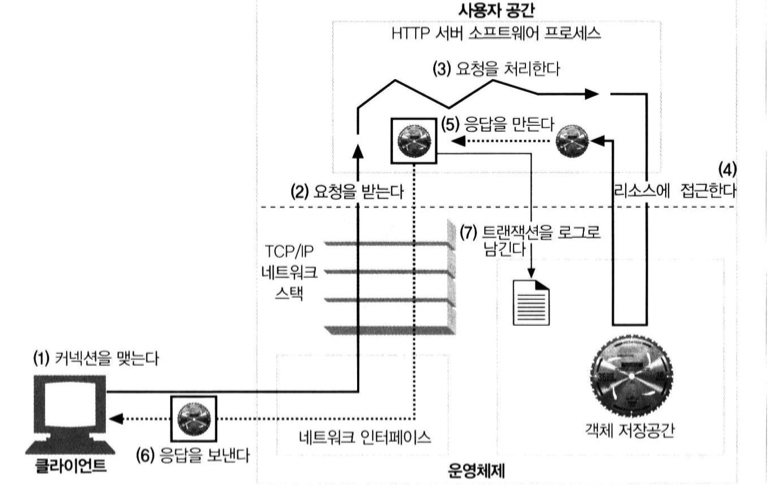 사용자 공간
HTTP 서버 소프트웨어 프로세스
(3) 요청을 처리한다
(5) 응답을 만든다
(4)
리소스에 접근한다
(2) 요청을 받는다
(7) 트랜잭션을 로그로
남긴다
TCP/IP
네트워크
스택
(1) 커넥션을 맺는다
객체 저장공간
네트워크 인터페이스
(6) 응답을 보낸다
클라이언트
운영체제